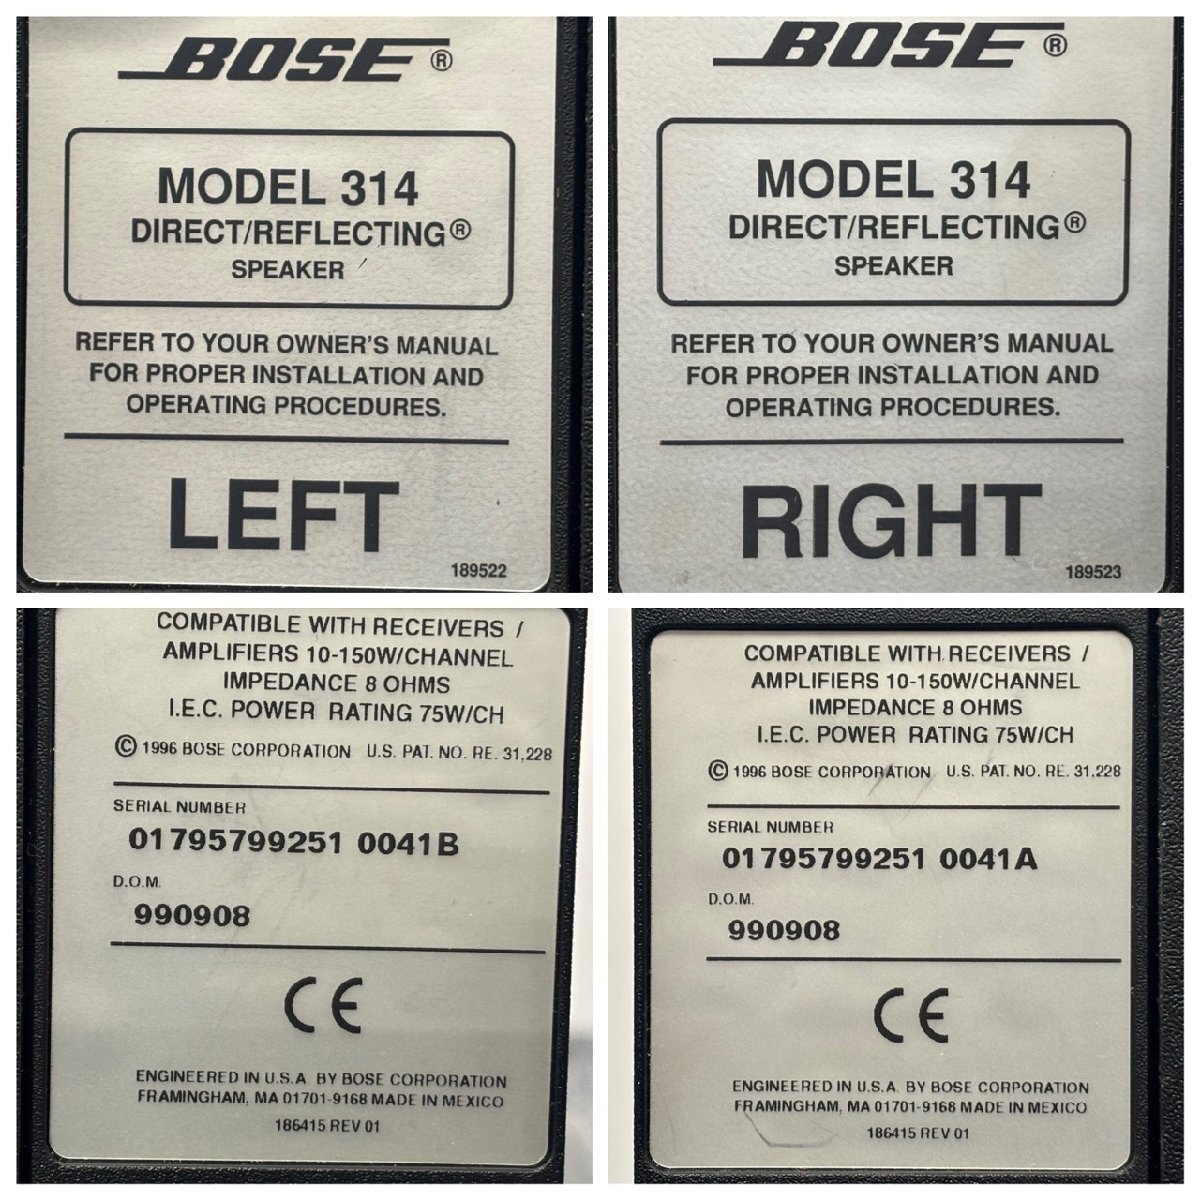 BOSE®
MODEL 314
DIRECT/REFLECTING®
SPEAKER
REFER TO YOUR OWNER'S MANUAL
FOR PROPER INSTALLATION AND
OPERATING PROCEDURES.
LEFT
189522
BOSE®
MODEL 314
DIRECT/REFLECTING®
SPEAKER
REFER TO YOUR OWNER'S MANUAL
FOR PROPER INSTALLATION AND
OPERATING PROCEDURES.
RIGHT
189523
COMPATIBLE WITH RECEIVERS /
AMPLIFIERS 10-150W/CHANNEL
IMPEDANCE 8 OHMS
I.E.C. POWER RATING 75W/CH
© 1996 BOSE CORPORATION U.S. PAT. NO. RE. 31,228
SERIAL NUMBER
01795799251 0041B
D.O.M.
990908
CE
ENGINEERED IN U.S.A. BY BOSE CORPORATION
FRAMINGHAM, MA 01701-9168 MADE IN MEXICO
186415 REV 01
COMPATIBLE WITH RECEIVERS /
AMPLIFIERS 10-150W/CHANNEL
IMPEDANCE 8 OHMS
I.E.C. POWER RATING 75W/CH
© 1996 BOSE CORPORATION U.S. PAT. NO. RE. 31,228
SERIAL NUMBER
01795799251 0041A
D.O.M.
990908
CE
ENGINEERED IN U.S.A. BY BOSE CORPORATION
FRAMINGHAM, MA 01701-9168 MADE IN MEXICO
186415 REV 01